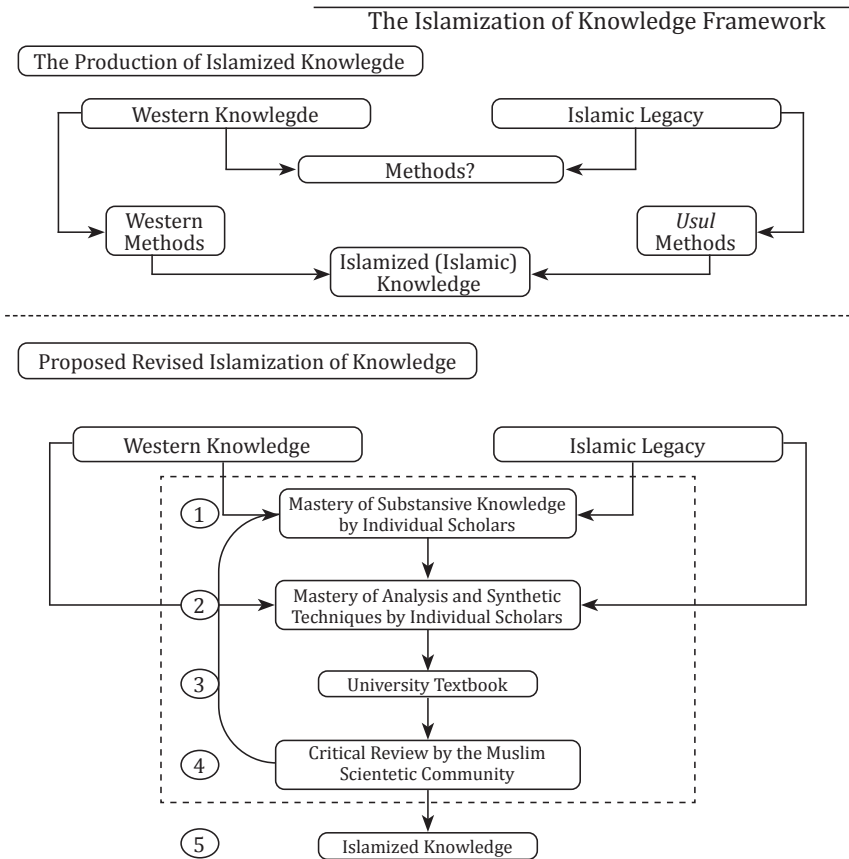 The Islamization of Knowledge Framework
The Production of Islamized Knowlegde
Western Knowlegde
Islamic Legacy
Methods?
Western
Methods
Usul
Methods
Islamized (Islamic)
Knowledge
Proposed Revised Islamization of Knowledge
Western Knowledge
Islamic Legacy
1
Mastery of Substansive Knowledge
by Individual Scholars
2
Mastery of Analysis and Synthetic
Techniques by Individual Scholars
3
University Textbook
4
Critical Review by the Muslim
Scientetic Community
5
Islamized Knowledge